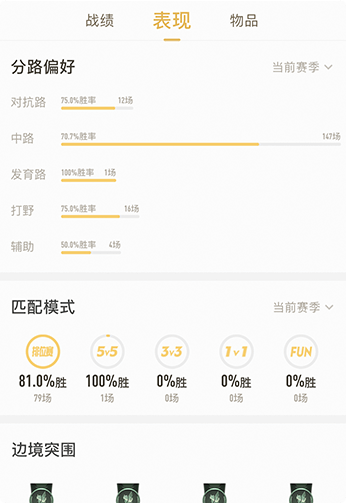 战绩 表现 物品
分路偏好 当前赛季
对抗路 75.0%胜率 12场
中路 70.7%胜率 147场
发育路 100%胜率 1场
打野 75.0%胜率 16场
辅助 50.0%胜率 4场
匹配模式 当前赛季
排位赛 5v5 3v3 1v1 FUN
81.0%胜 100%胜 0%胜 0%胜 0%胜
79场 1场 0场 0场 0场
边境突围